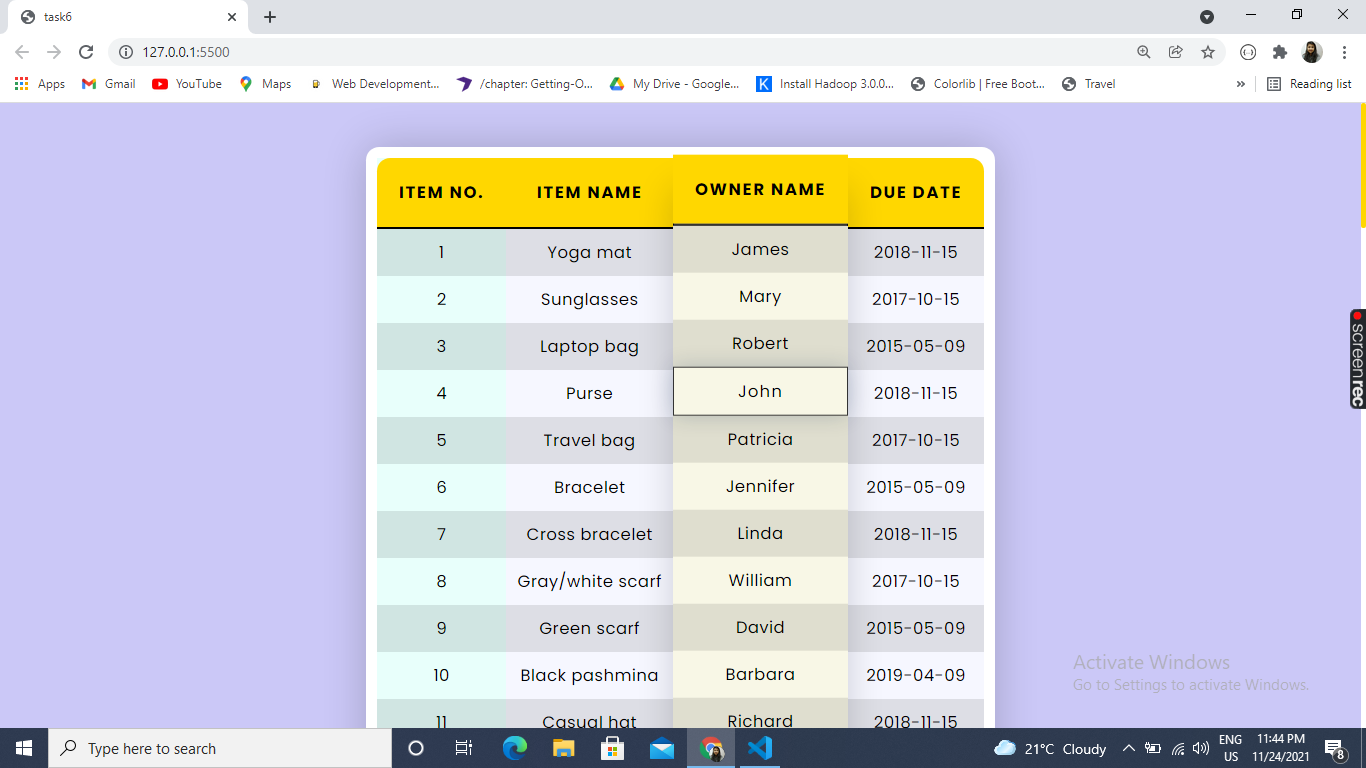 task6
127.0.0.1:5500
Apps Gmail YouTube Maps Web Development... /chapter: Getting-O... My Drive - Google... Install Hadoop 3.0.0... Colorlib | Free Boot... Travel » Reading list
ITEM NO. ITEM NAME OWNER NAME DUE DATE
1 Yoga mat James 2018-11-15
2 Sunglasses Mary 2017-10-15
3 Laptop bag Robert 2015-05-09
4 Purse John 2018-11-15
5 Travel bag Patricia 2017-10-15
6 Bracelet Jennifer 2015-05-09
7 Cross bracelet Linda 2018-11-15
8 Gray/white scarf William 2017-10-15
9 Green scarf David 2015-05-09
10 Black pashmina Barbara 2019-04-09
11 Casual hat Richard 2018-11-15
screenrec
Activate Windows
Go to Settings to activate Windows.
Type here to search
21°C Cloudy
ENG
US
11:44 PM
11/24/2021
8